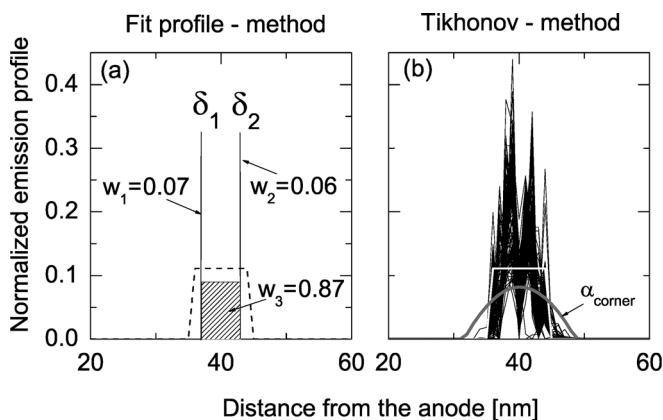 Fit profile - method
Tikhonov - method
Normalized emission profile
(a)
(b)
0.4
0.3
0.2
0.1
0.0
δ₁ δ₂
w₁=0.07
w₂=0.06
w₃=0.87
α_corner
20 40 60
20 40 60
Distance from the anode [nm]